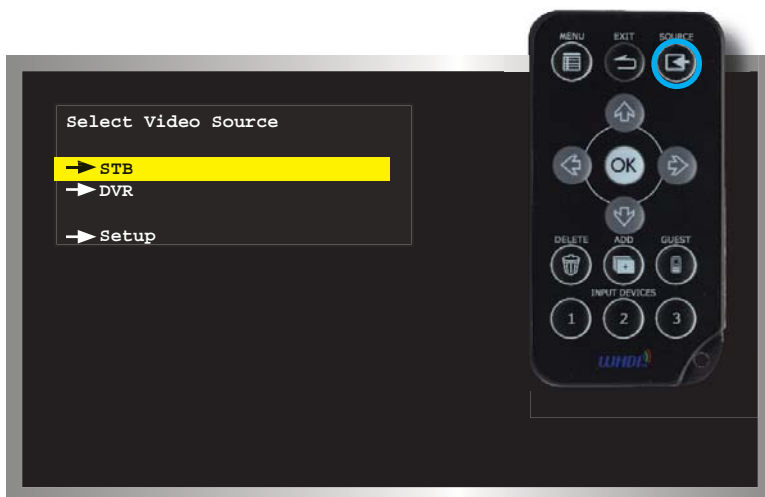 MENU EXIT SOURCE
Select Video Source
STB
DVR
Setup
OK
DELETE ADD GUEST
INPUT DEVICES
1 2 3
WHDI